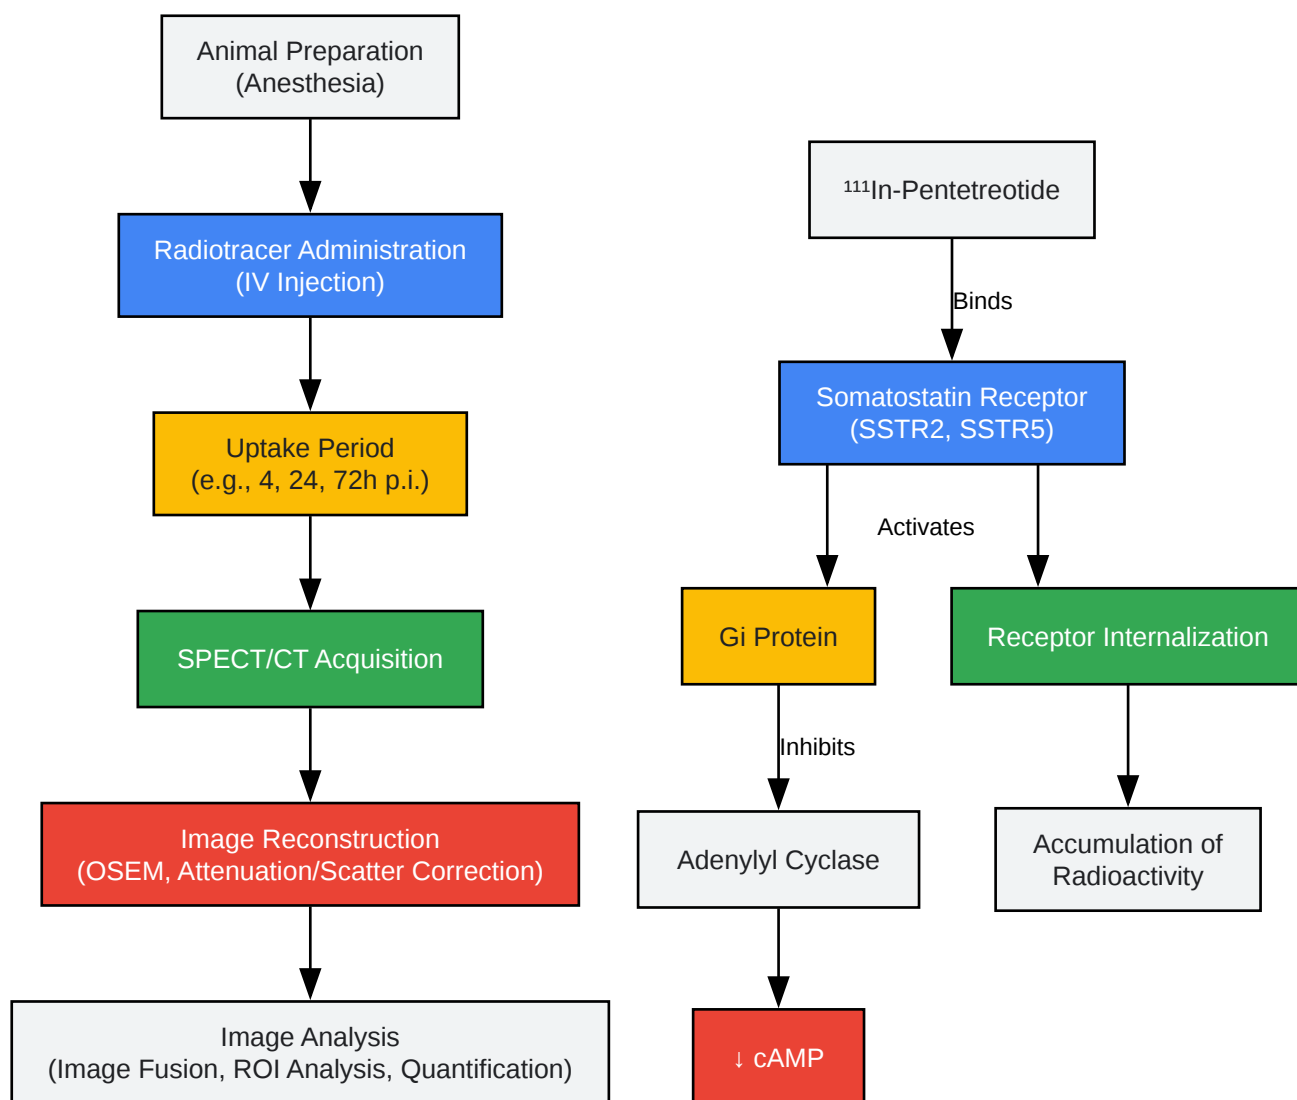 Animal Preparation
(Anesthesia)
Radiotracer Administration
(IV Injection)
Uptake Period
(e.g., 4, 24, 72h p.i.)
SPECT/CT Acquisition
Image Reconstruction
(OSEM, Attenuation/Scatter Correction)
Image Analysis
(Image Fusion, ROI Analysis, Quantification)
¹¹¹In-Pentetreotide
Binds
Somatostatin Receptor
(SSTR2, SSTR5)
Activates
Gi Protein
Receptor Internalization
Inhibits
Adenylyl Cyclase
Accumulation of
Radioactivity
↓ cAMP